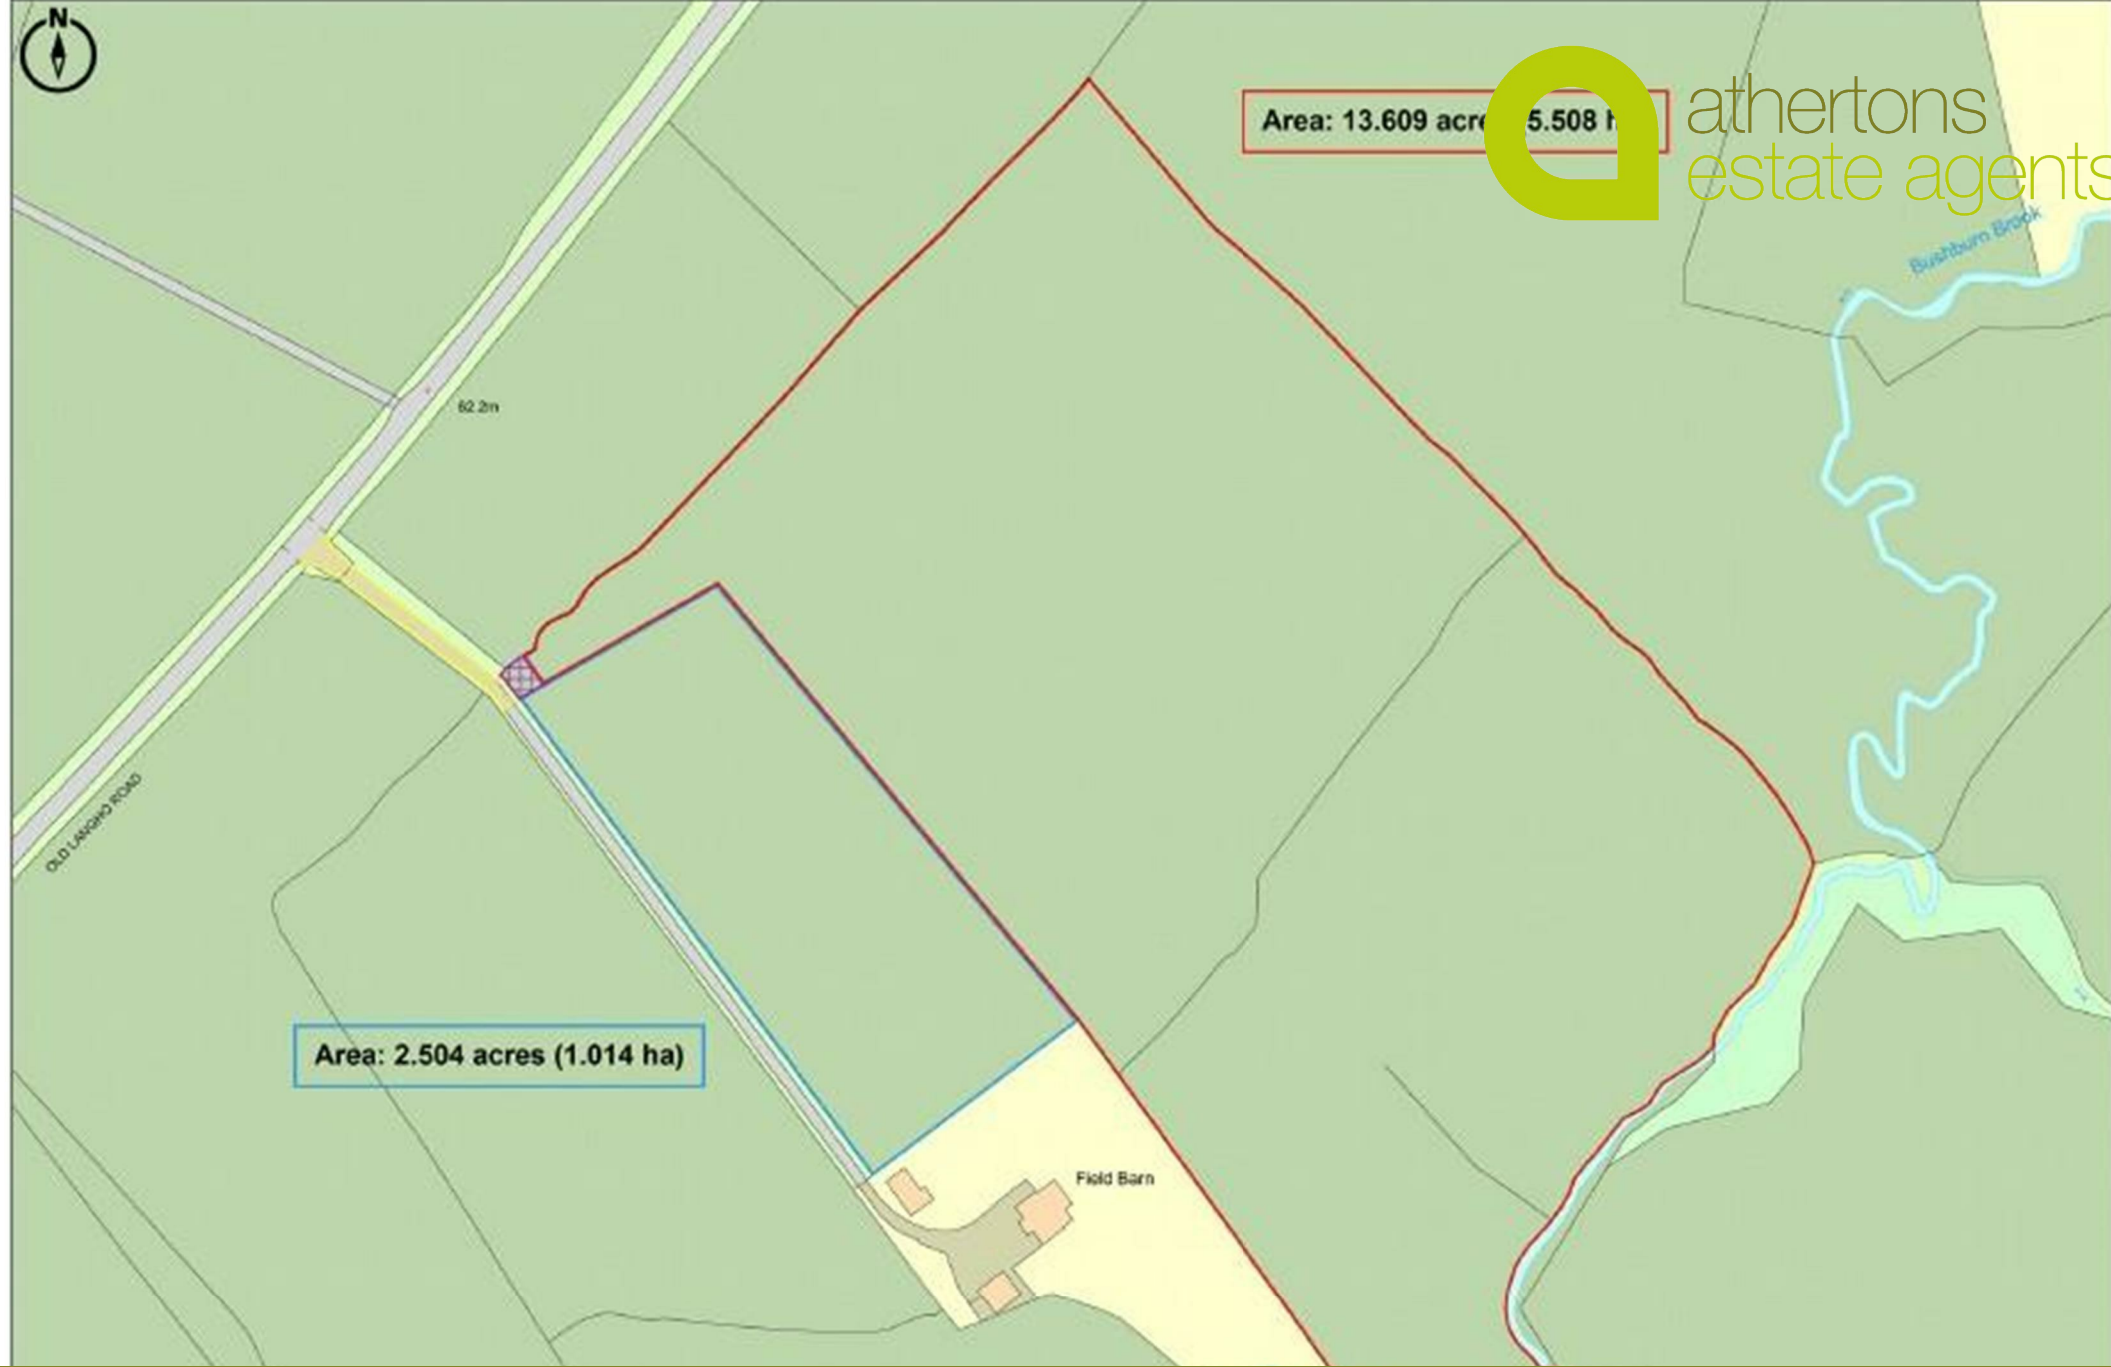 N
Area: 13.609 acre 5.508 h
athertons
estate agents
Bushburn Brook
62.2m
OLD LANGHO ROAD
Area: 2.504 acres (1.014 ha)
Field Barn